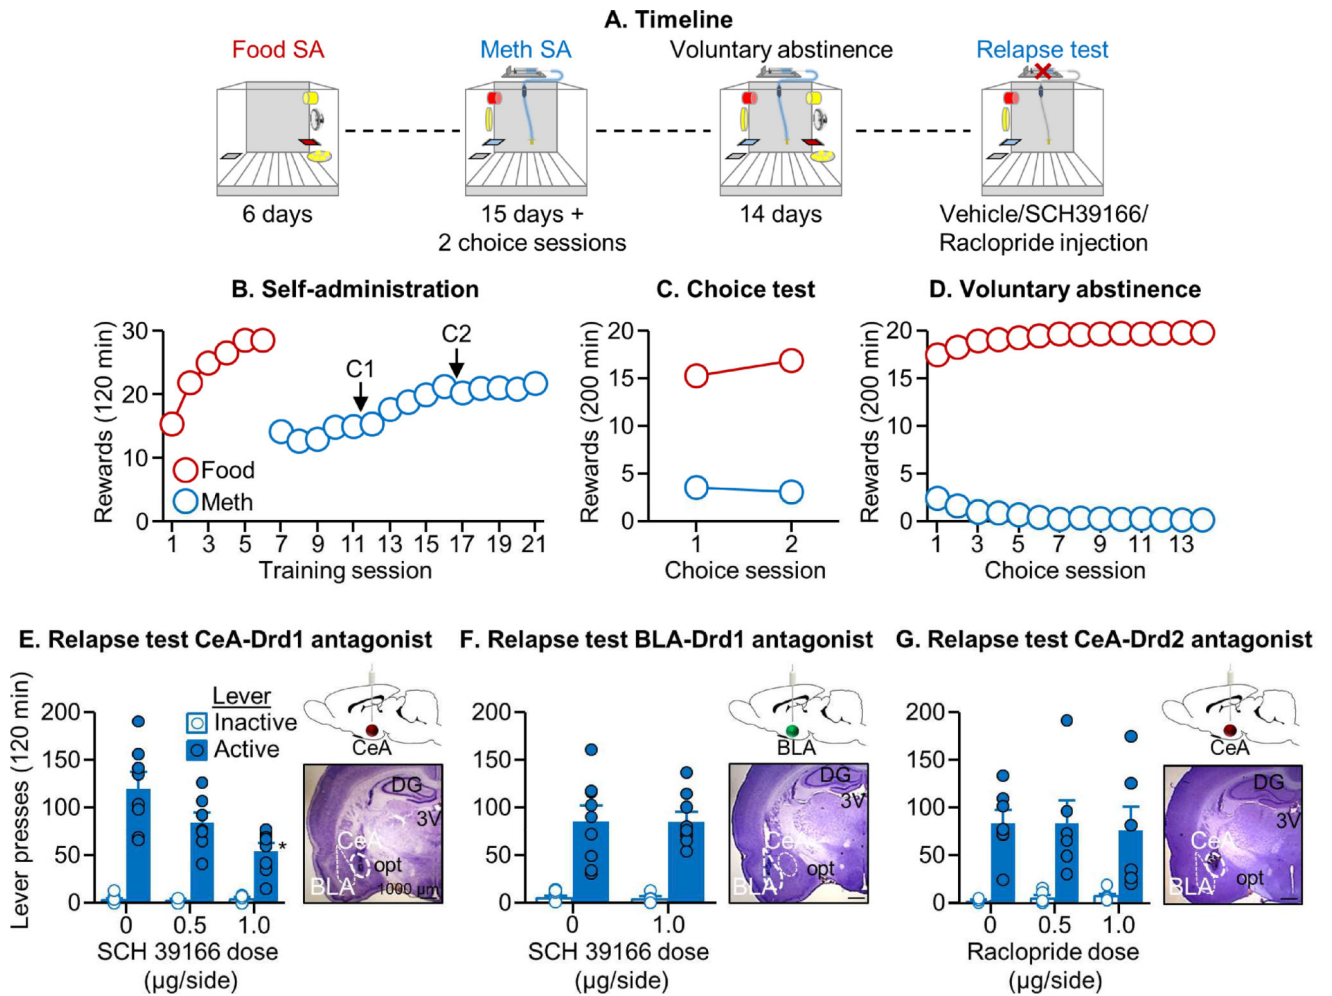 A. Timeline
Food SA
Meth SA
Voluntary abstinence
Relapse test
6 days
15 days +
2 choice sessions
14 days
Vehicle/SCH39166/
Raclopride injection
B. Self-administration
Rewards (120 min)
30
20
10
0
C1
C2
Food
Meth
1 3 5 7 9 11 13 15 17 19 21
Training session
C. Choice test
Rewards (200 min)
20
15
10
5
0
1 2
Choice session
D. Voluntary abstinence
Rewards (200 min)
20
15
10
5
0
1 3 5 7 9 11 13
Choice session
E. Relapse test CeA-Drd1 antagonist
Lever presses (120 min)
200
150
100
50
0
Lever
Inactive
Active
*
0 0.5 1.0
SCH 39166 dose
(µg/side)
CeA
DG
3V
CeA
opt
BLA
1000 µm
F. Relapse test BLA-Drd1 antagonist
200
150
100
50
0
0 1.0
SCH 39166 dose
(µg/side)
BLA
DG
3V
CeA
opt
BLA
G. Relapse test CeA-Drd2 antagonist
200
150
100
50
0
0 0.5 1.0
Raclopride dose
(µg/side)
CeA
DG
3V
CeA
BLA
opt